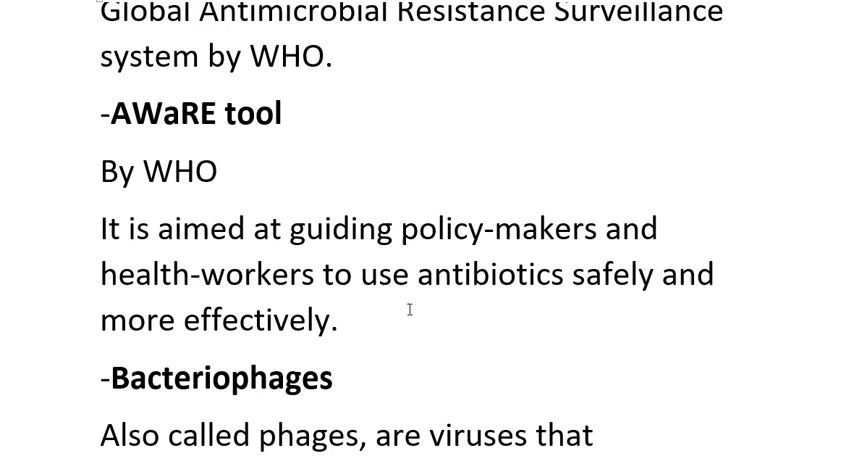 Global Antimicrobial Resistance Surveillance
system by WHO.
-AWaRE tool
By WHO
It is aimed at guiding policy-makers and
health-workers to use antibiotics safely and
more effectively.
-Bacteriophages
Also called phages, are viruses that